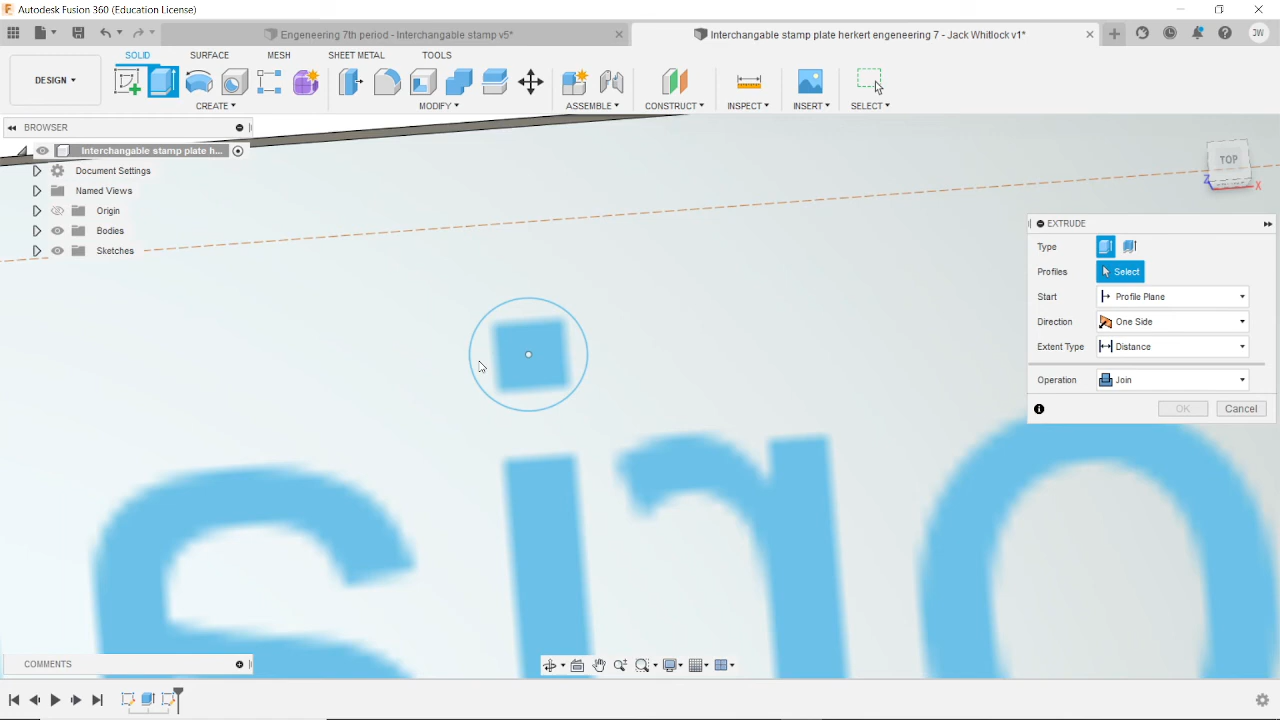 Autodesk Fusion 360 (Education License)
Engeneering 7th period - Interchangable stamp v5*
Interchangable stamp plate herkert engeneering 7 - Jack Whitlock v1*
JW
DESIGN
SOLID
SURFACE
MESH
SHEET METAL
TOOLS
CREATE
MODIFY
ASSEMBLE
CONSTRUCT
INSPECT
INSERT
SELECT
BROWSER
Interchangable stamp plate h...
Document Settings
Named Views
Origin
Bodies
Sketches
TOP
Z
X
EXTRUDE
Type
Profiles Select
Start Profile Plane
Direction One Side
Extent Type Distance
Operation Join
OK Cancel
COMMENTS